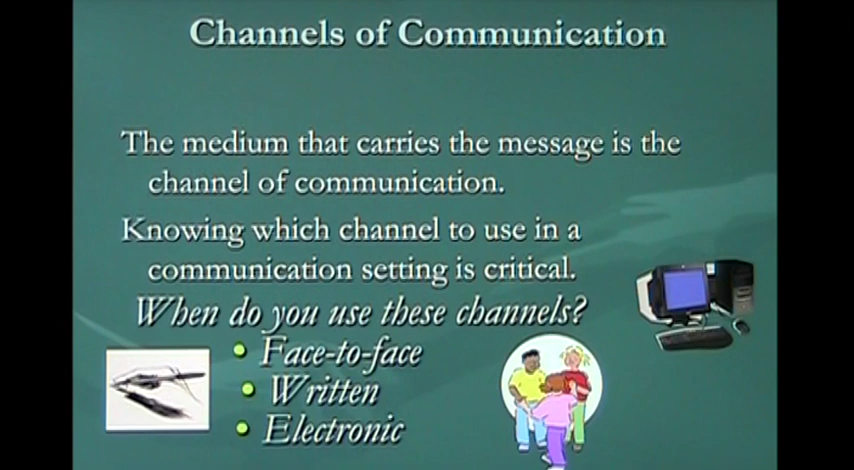 Channels of Communication
The medium that carries the message is the
channel of communication.
Knowing which channel to use in a
communication setting is critical.
When do you use these channels?
Face-to-face
Written
Electronic